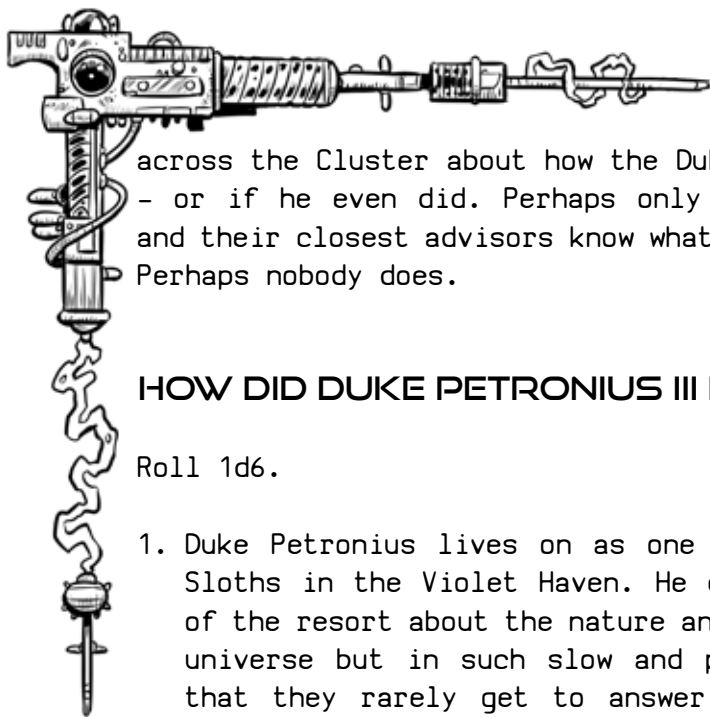 across the Cluster about how the
– or if he even did. Perhaps only
and their closest advisors know what
Perhaps nobody does.
HOW DID DUKE PETRONIUS III
Roll 1d6.
1. Duke Petronius lives on as one
Sloths in the Violet Haven. He
of the resort about the nature
universe but in such slow and
that they rarely get to answer